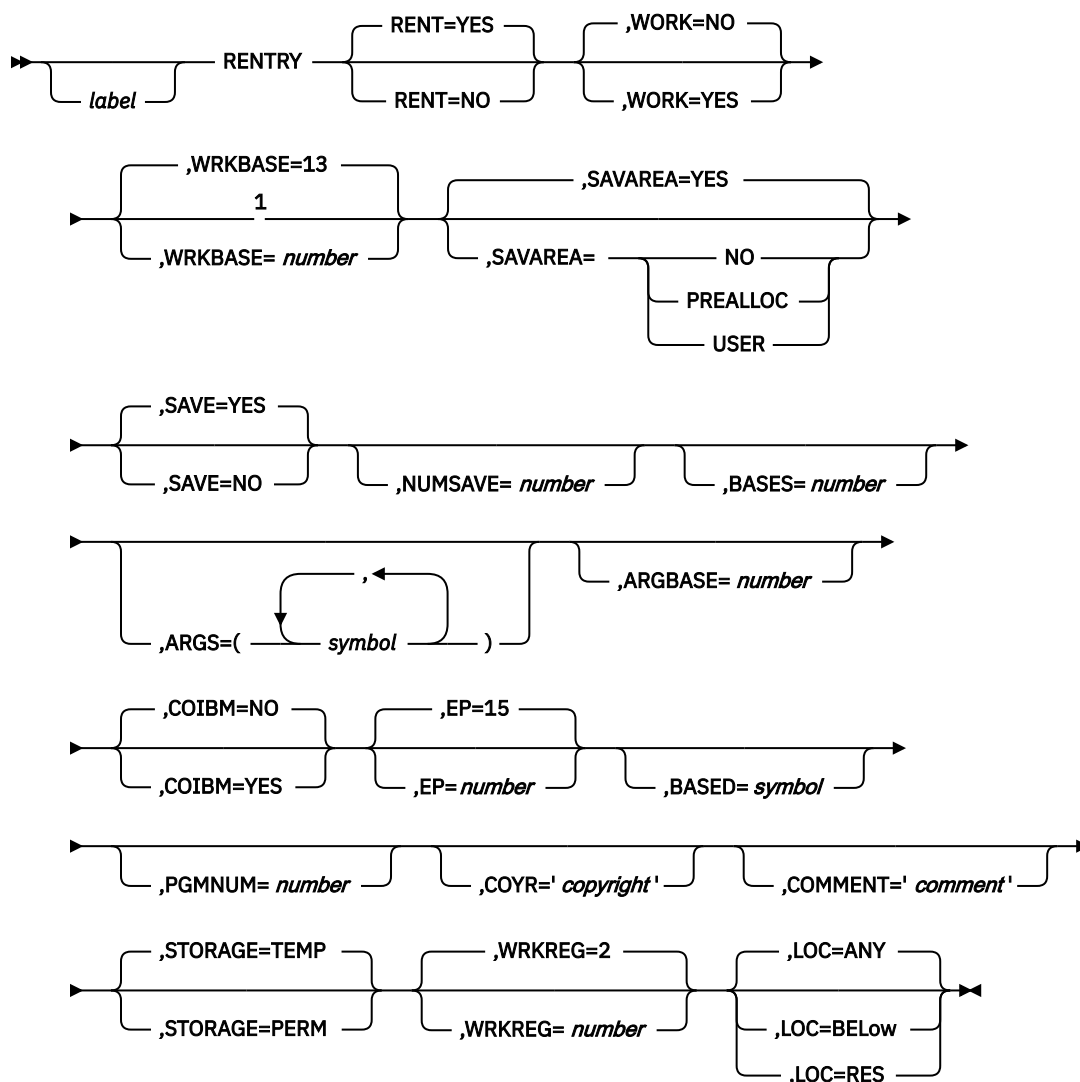 RENT=YES ,WORK=NO
label RENTRY
RENT=NO ,WORK=YES
,WRKBASE=13 ,SAVAREA=YES
1
,WRKBASE= number ,SAVAREA= NO
PREALLOC
USER
,SAVE=YES
,SAVE=NO ,NUMSAVE= number ,BASES= number
,
,ARGBASE= number
,ARGS=( symbol )
,COIBM=NO ,EP=15
,COIBM=YES ,EP= number ,BASED= symbol
,PGMNUM= number ,COYR=' copyright ' ,COMMENT=' comment '
,STORAGE=TEMP ,WRKREG=2 ,LOC=ANY
,STORAGE=PERM ,WRKREG= number ,LOC=BELow
,LOC=RES